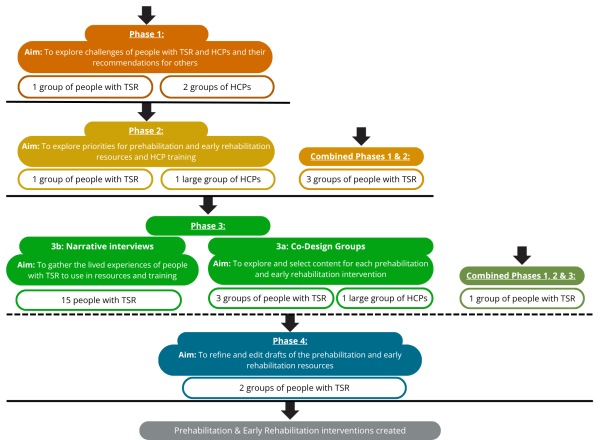 Phase 1:
Aim: To explore challenges of people with TSR and HCPs and their
recommendations for others
1 group of people with TSR
2 groups of HCPs
Phase 2:
Aim: To explore priorities for prehabilitation and early rehabilitation
resources and HCP training
1 group of people with TSR
1 large group of HCPs
Combined Phases 1 & 2:
3 groups of people with TSR
Phase 3:
3b: Narrative interviews
Aim: To gather the lived experiences of people
with TSR to use in resources and training
15 people with TSR
3a: Co-Design Groups
Aim: To explore and select content for each prehabilitation
and early rehabilitation intervention
3 groups of people with TSR
1 large group of HCPs
Combined Phases 1, 2 & 3:
1 group of people with TSR
Phase 4:
Aim: To refine and edit drafts of the prehabilitation and early
rehabilitation resources
2 groups of people with TSR
Prehabilitation & Early Rehabilitation interventions created